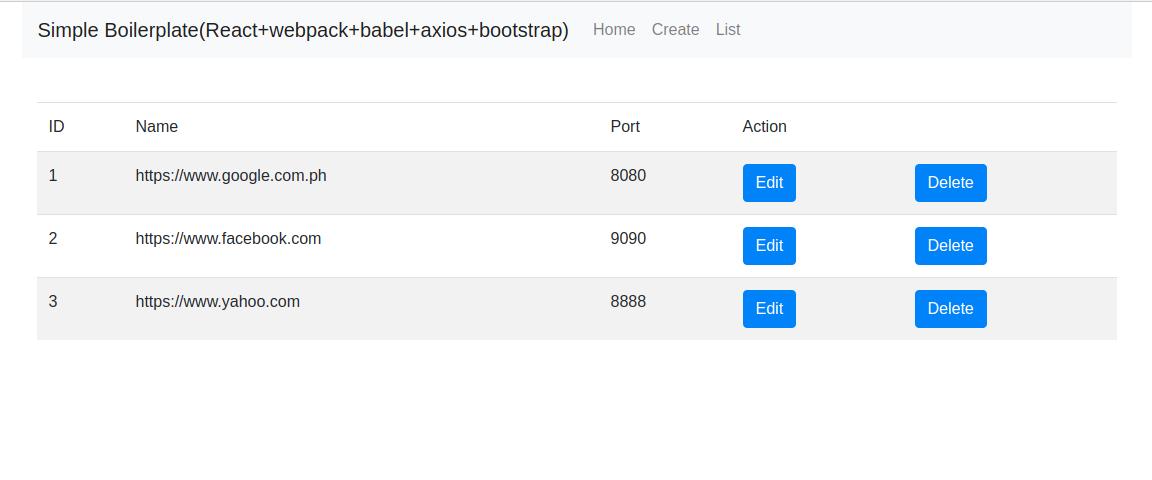 Simple Boilerplate(React+webpack+babel+axios+bootstrap) Home Create List
ID Name Port Action
1 https://www.google.com.ph 8080 Edit Delete
2 https://www.facebook.com 9090 Edit Delete
3 https://www.yahoo.com 8888 Edit Delete